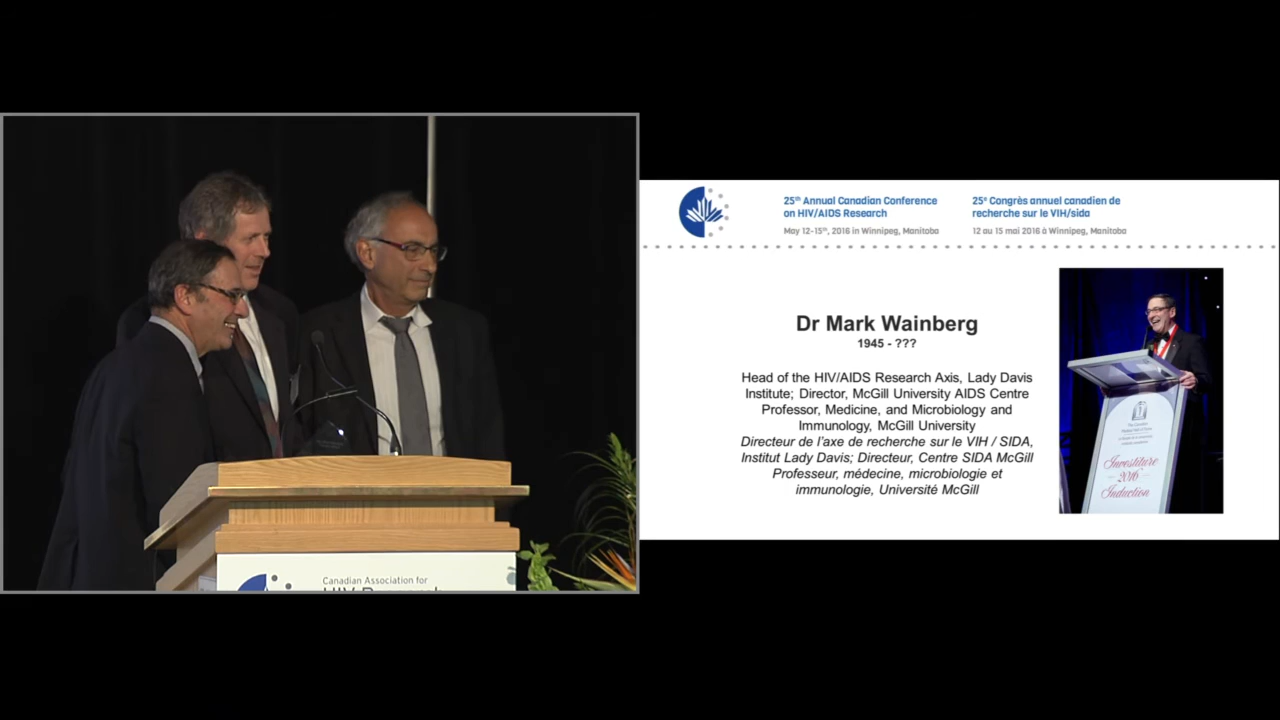 25th Annual Canadian Conference
on HIV/AIDS Research
May 12-15th, 2016 in Winnipeg, Manitoba
25e Congrès annuel canadien de
recherche sur le VIH/sida
12 au 15 mai 2016 à Winnipeg, Manitoba
Dr Mark Wainberg
1945 - ???
Head of the HIV/AIDS Research Axis, Lady Davis
Institute; Director, McGill University AIDS Centre
Professor, Medicine, and Microbiology and
Immunology, McGill University
Directeur de l'axe de recherche sur le VIH / SIDA,
Institut Lady Davis; Directeur, Centre SIDA McGill
Professeur, médecine, microbiologie et
immunologie, Université McGill
Investiture
2016
Induction
Canadian Association for
HIV Research